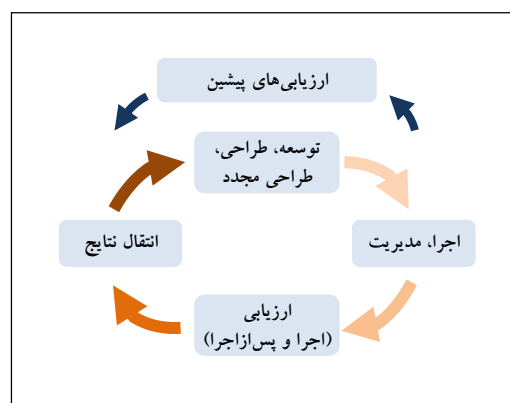 ارزیابی‌های پیشین
توسعه، طراحی،
طراحی مجدد
اجرا، مدیریت
انتقال نتایج
ارزیابی
(اجرا و پس‌ازاجرا)